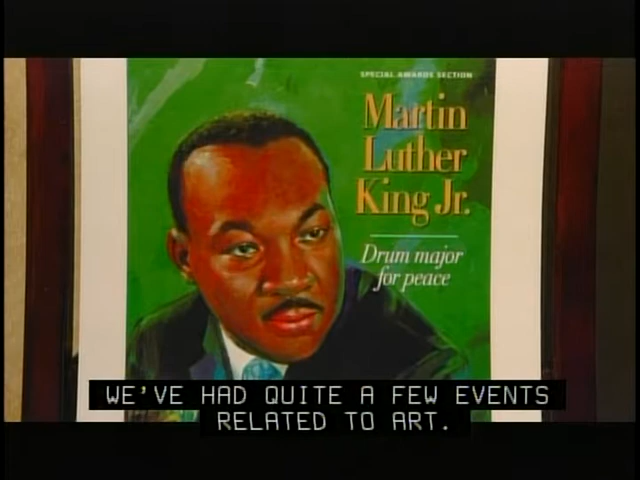 SPECIAL AWARDS SECTION
Martin
Luther
King Jr.
Drum major
for peace
WE'VE HAD QUITE A FEW EVENTS
RELATED TO ART.